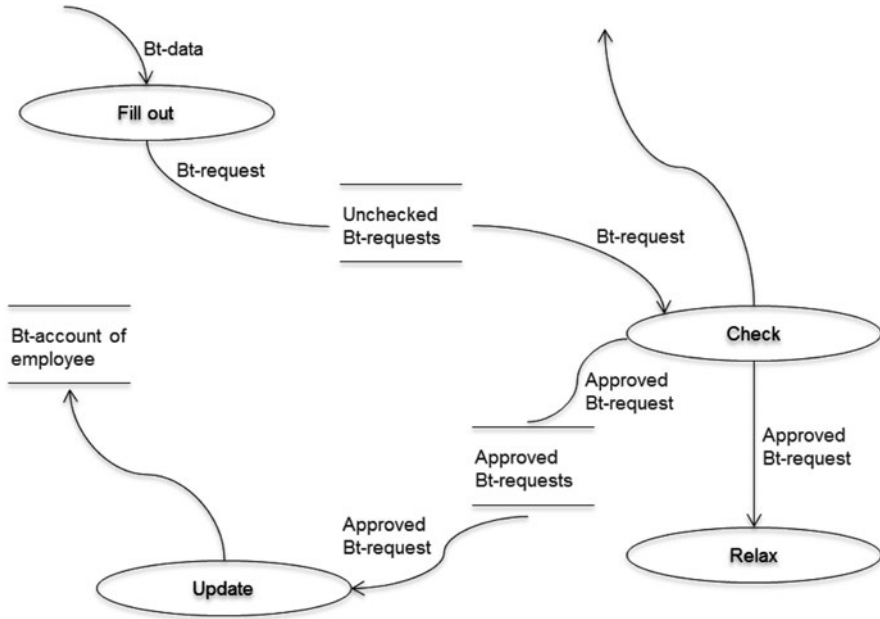 Bt-data
Fill out
Bt-request
Unchecked
Bt-requests
Bt-request
Bt-account of
employee
Check
Approved
Bt-request
Approved
Bt-requests
Approved
Bt-request
Approved
Bt-request
Relax
Update